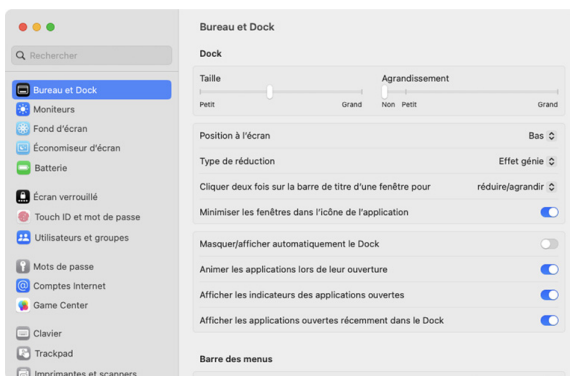 Bureau et Dock
Dock
Rechercher
Taille
Agrandissement
Petit
Grand
Non
Petit
Grand
Bureau et Dock
Moniteurs
Fond d'écran
Économiseur d'écran
Batterie
Écran verrouillé
Touch ID et mot de passe
Utilisateurs et groupes
Mots de passe
Comptes Internet
Game Center
Clavier
Trackpad
Imprimantes et scanners
Position à l'écran
Bas
Type de réduction
Effet génie
Cliquer deux fois sur la barre de titre d'une fenêtre pour
réduire/agrandir
Minimiser les fenêtres dans l'icône de l'application
Masquer/afficher automatiquement le Dock
Animer les applications lors de leur ouverture
Afficher les indicateurs des applications ouvertes
Afficher les applications ouvertes récemment dans le Dock
Barre des menus